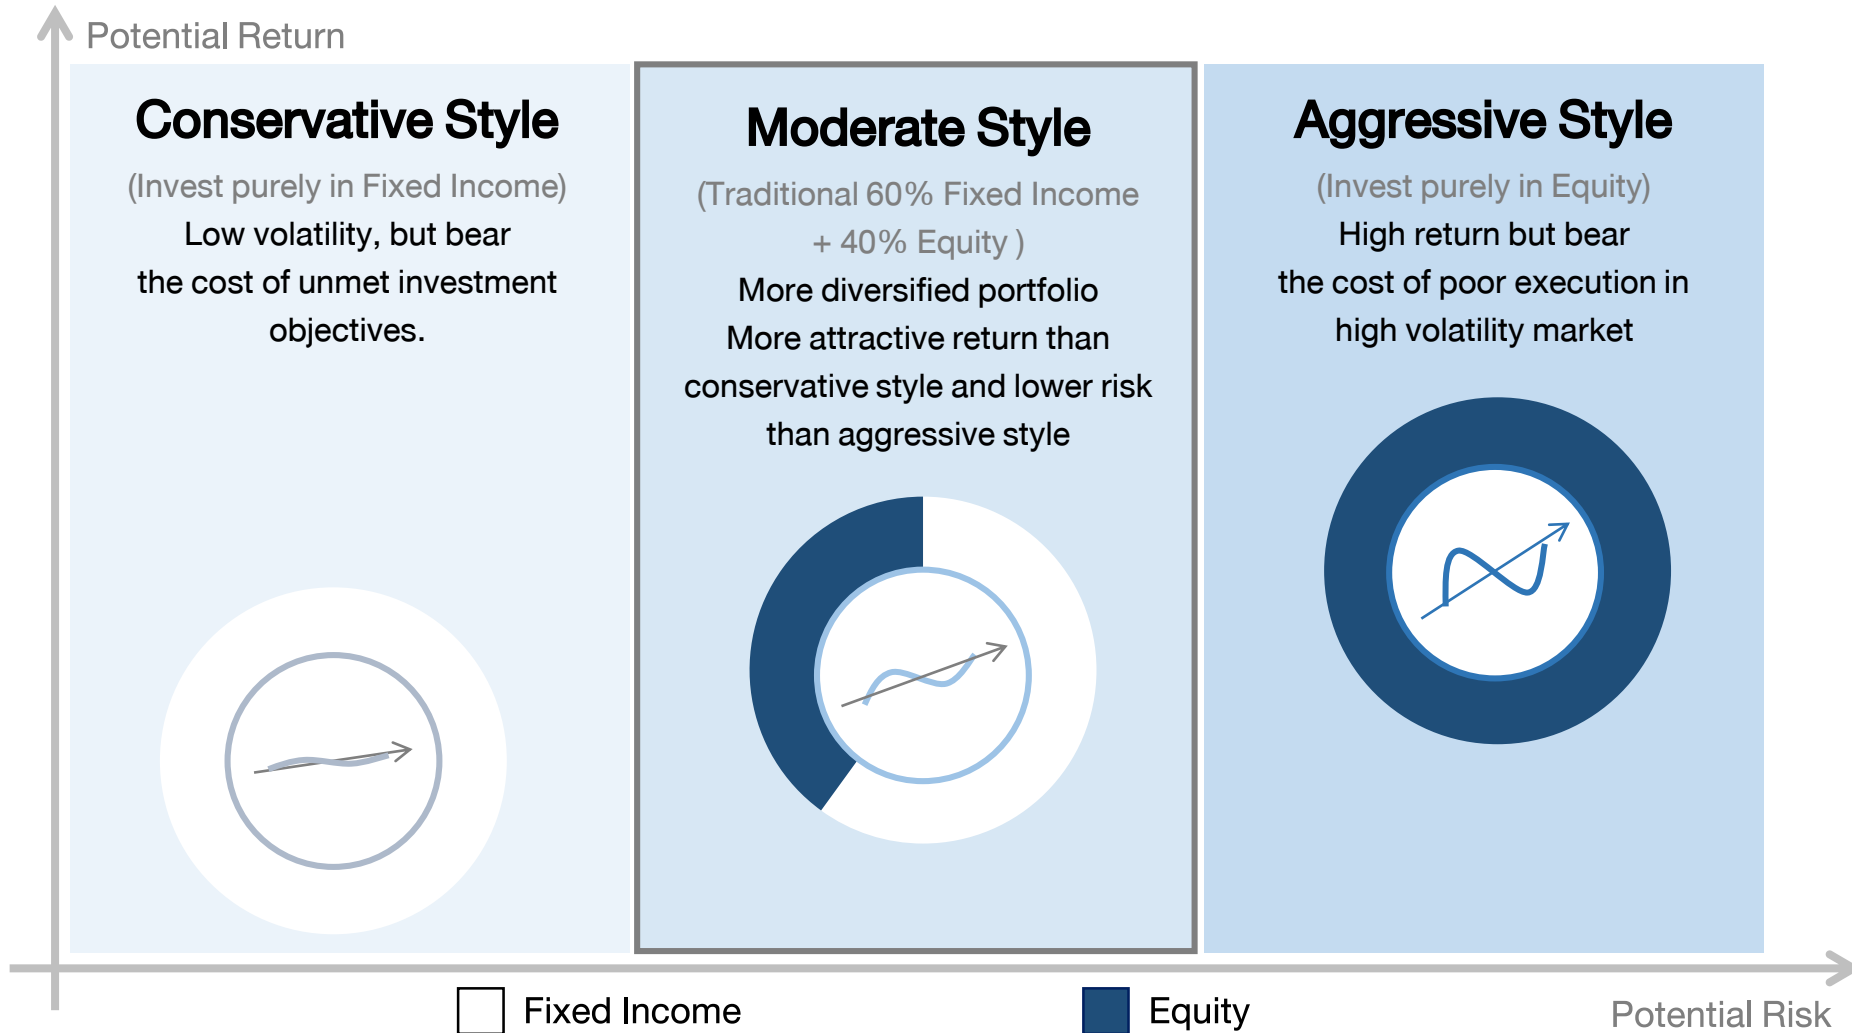 Potential Return
Conservative Style
(Invest purely in Fixed Income)
Low volatility, but bear
the cost of unmet investment
objectives.
Moderate Style
(Traditional 60% Fixed Income
+ 40% Equity )
More diversified portfolio
More attractive return than
conservative style and lower risk
than aggressive style
Aggressive Style
(Invest purely in Equity)
High return but bear
the cost of poor execution in
high volatility market
Fixed Income
Equity
Potential Risk